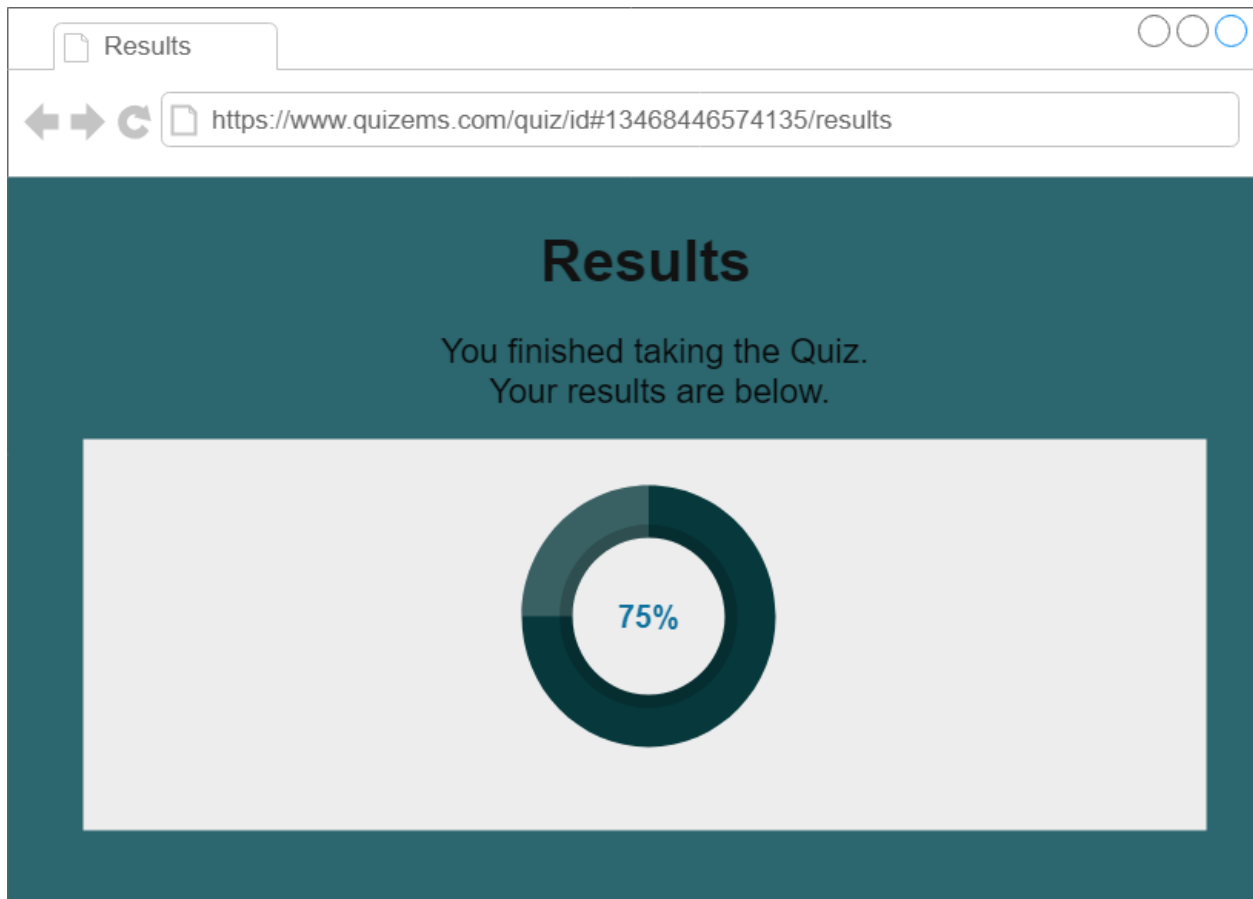 Results
https://www.quizems.com/quiz/id#13468446574135/results
Results
You finished taking the Quiz.
Your results are below.
75%